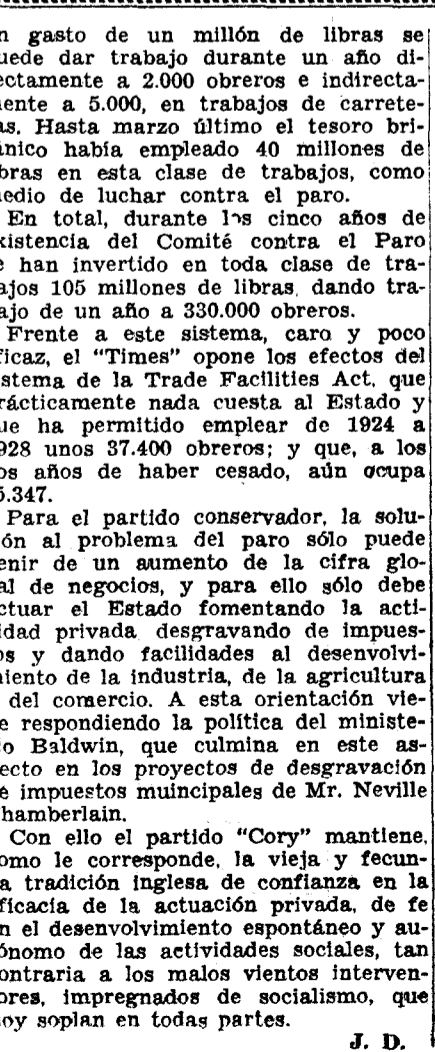 n gasto de un millón de libras se
uede dar trabajo durante un año di-
ectamente a 2.000 obreros e indirecta-
mente a 5.000, en trabajos de carrete-
as. Hasta marzo último el tesoro bri-
ánico había empleado 40 millones de
bras en esta clase de trabajos, como
nedio de luchar contra el paro.
En total, durante los cinco años de
xistencia del Comité contra el Paro
e han invertido en toda clase de tra-
ajos 105 millones de libras, dando tra-
ajo de un año a 330.000 obreros.
Frente a este sistema, caro y poco
ficaz, el "Times" opone los efectos del
istema de la Trade Facilities Act, que
rácticamente nada cuesta al Estado y
ue ha permitido emplear de 1924 a
928 unos 37.400 obreros; y que, a los
os años de haber cesado, aún ocupa
5.347.
Para el partido conservador, la solu-
ión al problema del paro sólo puede
enir de un aumento de la cifra glo-
al de negocios, y para ello sólo debe
ctuar el Estado fomentando la acti-
idad privada desgravando de impues-
os y dando facilidades al desenvolvi-
niento de la industria, de la agricultura
del comercio. A esta orientación vie-
e respondiendo la política del ministe-
io Baldwin, que culmina en este as-
ecto en los proyectos de desgravación
e impuestos muincipales de Mr. Neville
hamberlain.
Con ello el partido "Cory" mantiene,
omo le corresponde, la vieja y fecun-
a tradición inglesa de confianza en la
ficacia de la actuación privada, de fe
n el desenvolvimiento espontáneo y au-
ónomo de las actividades sociales, tan
ontraria a los malos vientos interven-
ores, impregnados de socialismo, que
oy soplan en todas partes.
J. D.